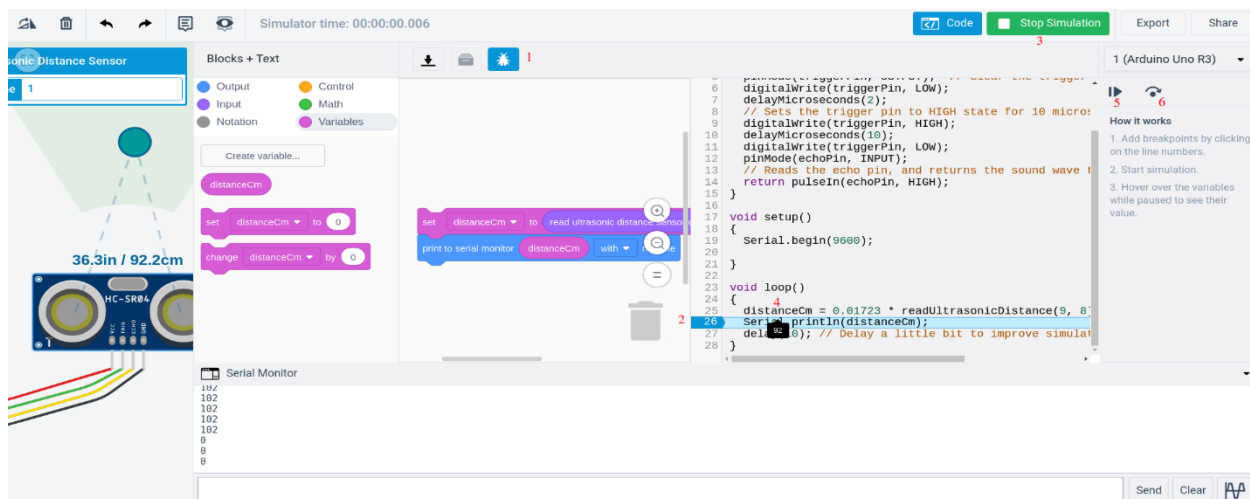 Simulator time: 00:00:00.006
Code
Stop Simulation
Export
Share
3
onic Distance Sensor
1
Blocks + Text
1
1 (Arduino Uno R3)
Output
Control
Input
Math
Notation
Variables
Create variable...
distanceCm
set distanceCm to 0
change distanceCm by 0
36.3in / 92.2cm
HC-SR04
VCC
TRIG
ECHO
GND
set distanceCm to read ultrasonic distance sensor
print to serial monitor distanceCm with
2
6 digitalWrite(triggerPin, LOW);
7 delayMicroseconds(2);
8 // Sets the trigger pin to HIGH state for 10 micros
9 digitalWrite(triggerPin, HIGH);
10 delayMicroseconds(10);
11 digitalWrite(triggerPin, LOW);
12 pinMode(echoPin, INPUT);
13 // Reads the echo pin, and returns the sound wave t
14 return pulseIn(echoPin, HIGH);
15 }
16
17 void setup()
18 {
19 Serial.begin(9600);
20
21 }
22
23 void loop()
24 {
4
25 distanceCm = 0.01723 * readUltrasonicDistance(9, 8)
26 Serial.println(distanceCm);
92
27 0); // Delay a little bit to improve simulat
28 }
5
6
How it works
1. Add breakpoints by clicking
on the line numbers.
2. Start simulation.
3. Hover over the variables
while paused to see their
value.
Serial Monitor
102
102
102
102
102
0
0
0
Send
Clear